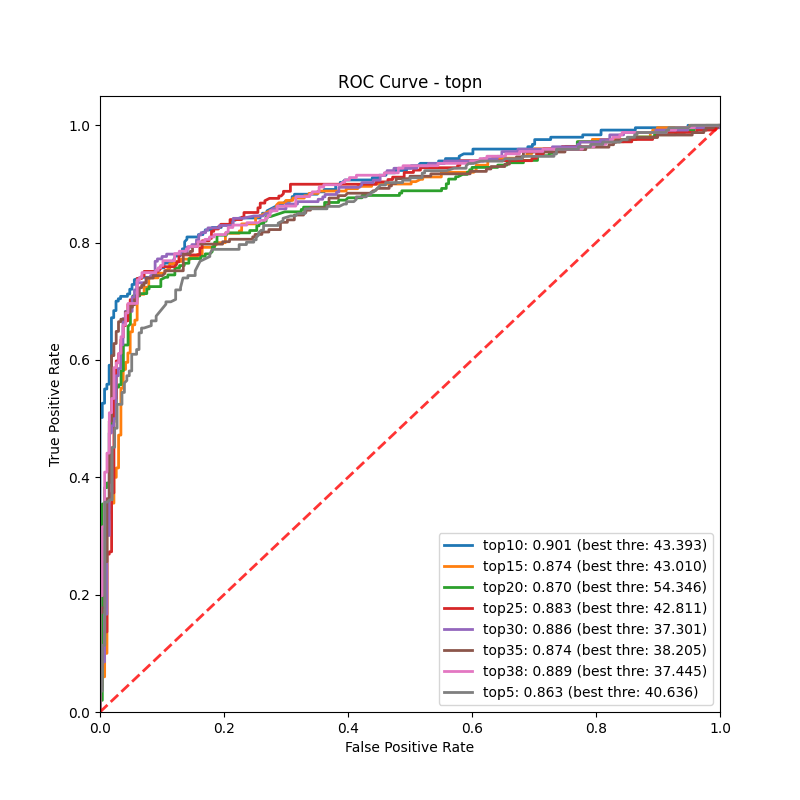 ROC Curve - topn
True Positive Rate
1.0
0.8
0.6
0.4
0.2
0.0
top10: 0.901 (best thre: 43.393)
top15: 0.874 (best thre: 43.010)
top20: 0.870 (best thre: 54.346)
top25: 0.883 (best thre: 42.811)
top30: 0.886 (best thre: 37.301)
top35: 0.874 (best thre: 38.205)
top38: 0.889 (best thre: 37.445)
top5: 0.863 (best thre: 40.636)
0.0 0.2 0.4 0.6 0.8 1.0
False Positive Rate